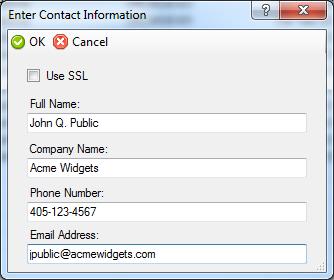 Enter Contact Information
OK Cancel
Use SSL
Full Name:
John Q. Public
Company Name:
Acme Widgets
Phone Number:
405-123-4567
Email Address:
jpublic@acmewidgets.com